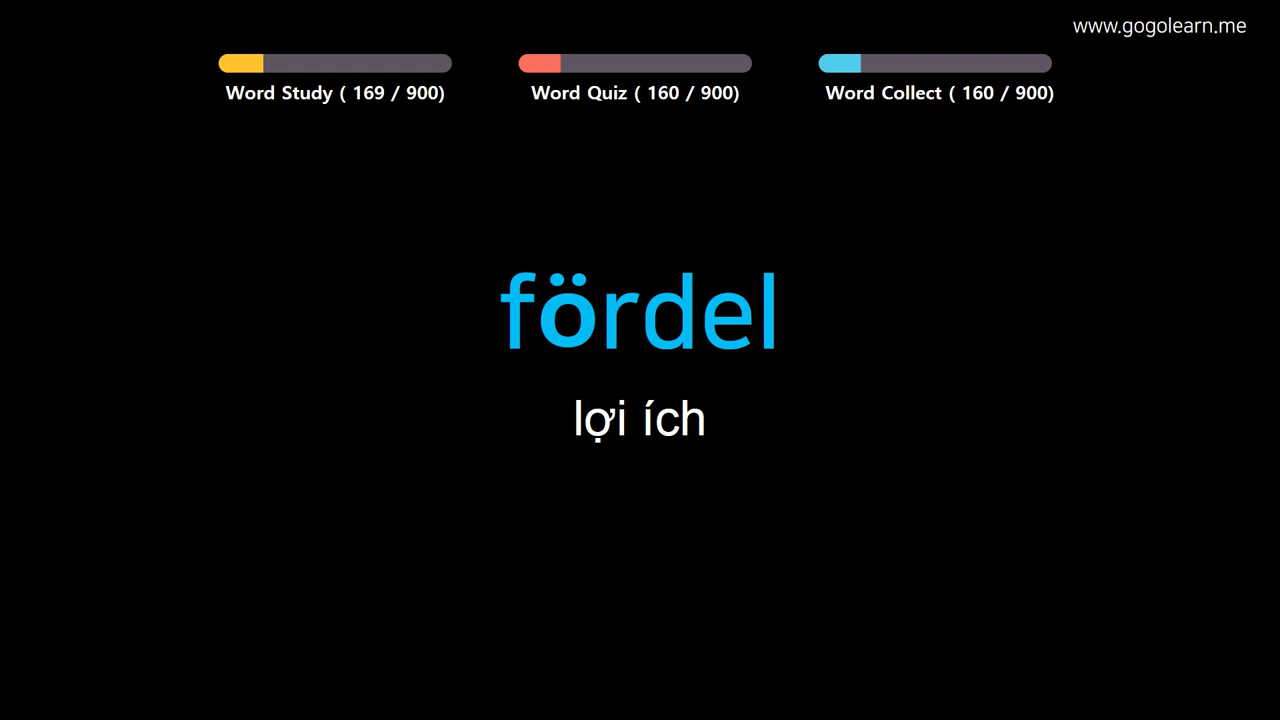 www.gogolearn.me
Word Study ( 169 / 900)
Word Quiz ( 160 / 900)
Word Collect ( 160 / 900)
fördel
lợi ích